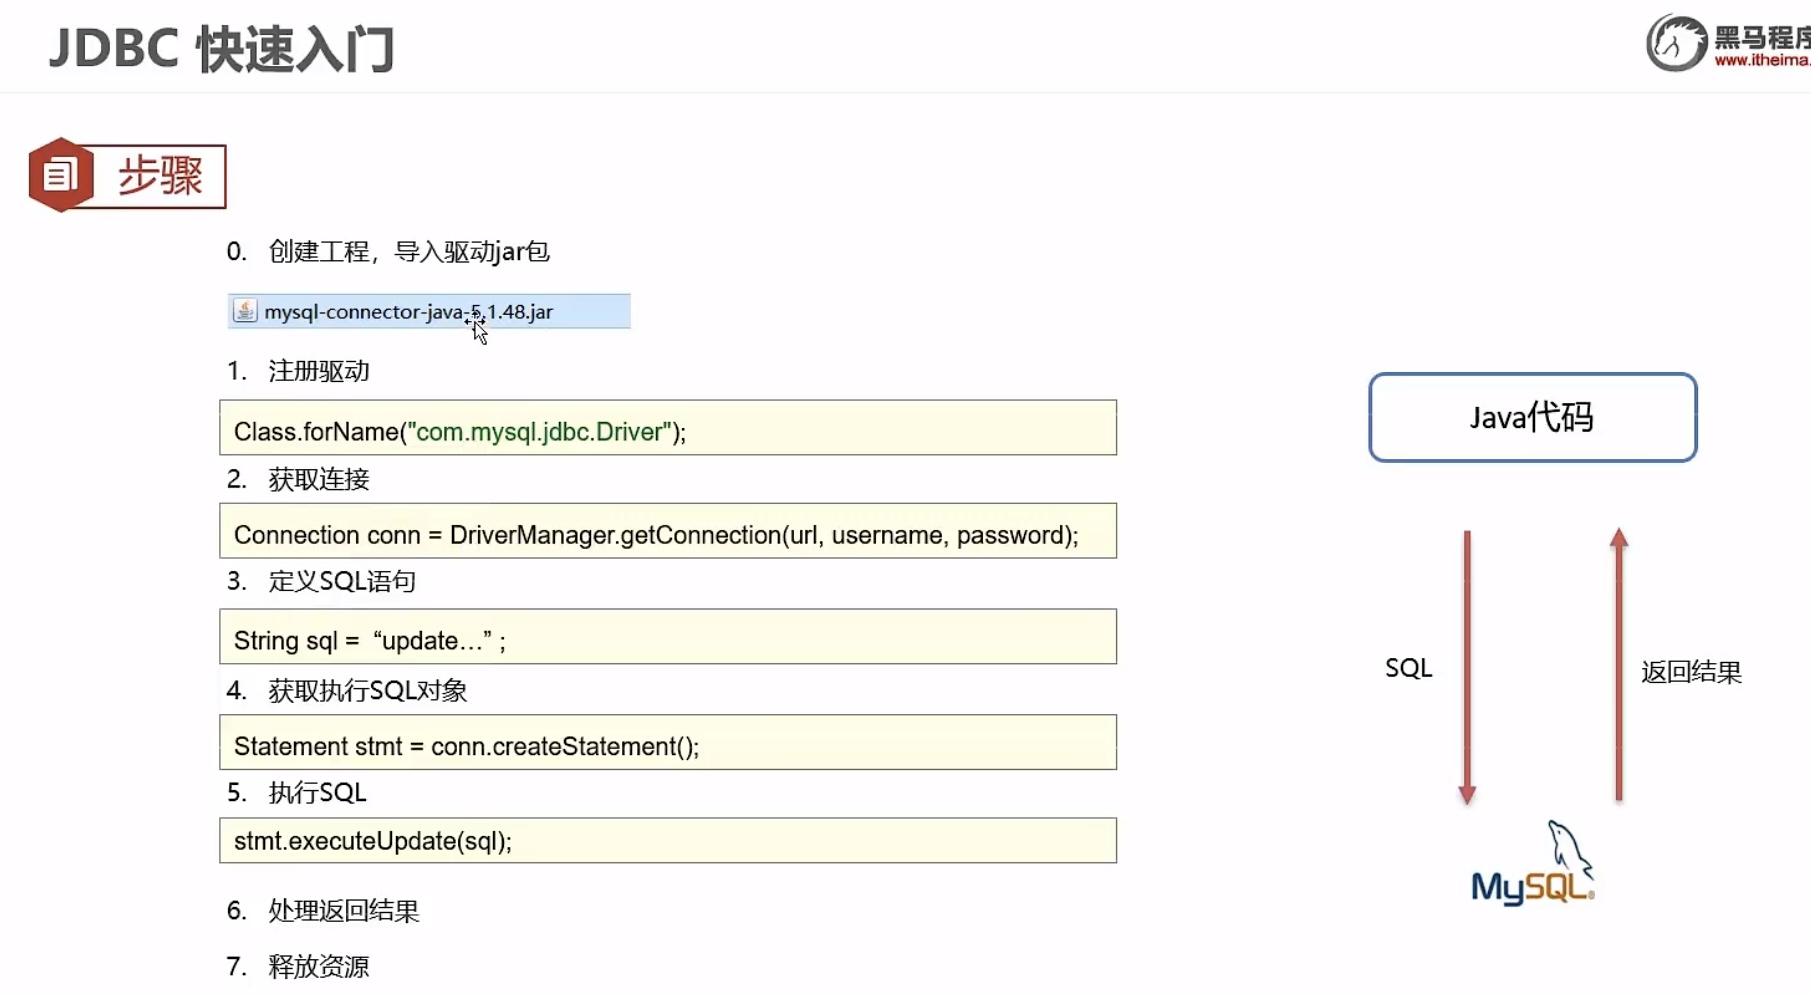 JDBC 快速入门
黑马程序
www.itheima.
步骤
0. 创建工程，导入驱动jar包
mysql-connector-java-5.1.48.jar
1. 注册驱动
Class.forName("com.mysql.jdbc.Driver");
2. 获取连接
Connection conn = DriverManager.getConnection(url, username, password);
3. 定义SQL语句
String sql = “update…” ;
4. 获取执行SQL对象
Statement stmt = conn.createStatement();
5. 执行SQL
stmt.executeUpdate(sql);
6. 处理返回结果
7. 释放资源
Java代码
SQL
返回结果
MySQL®